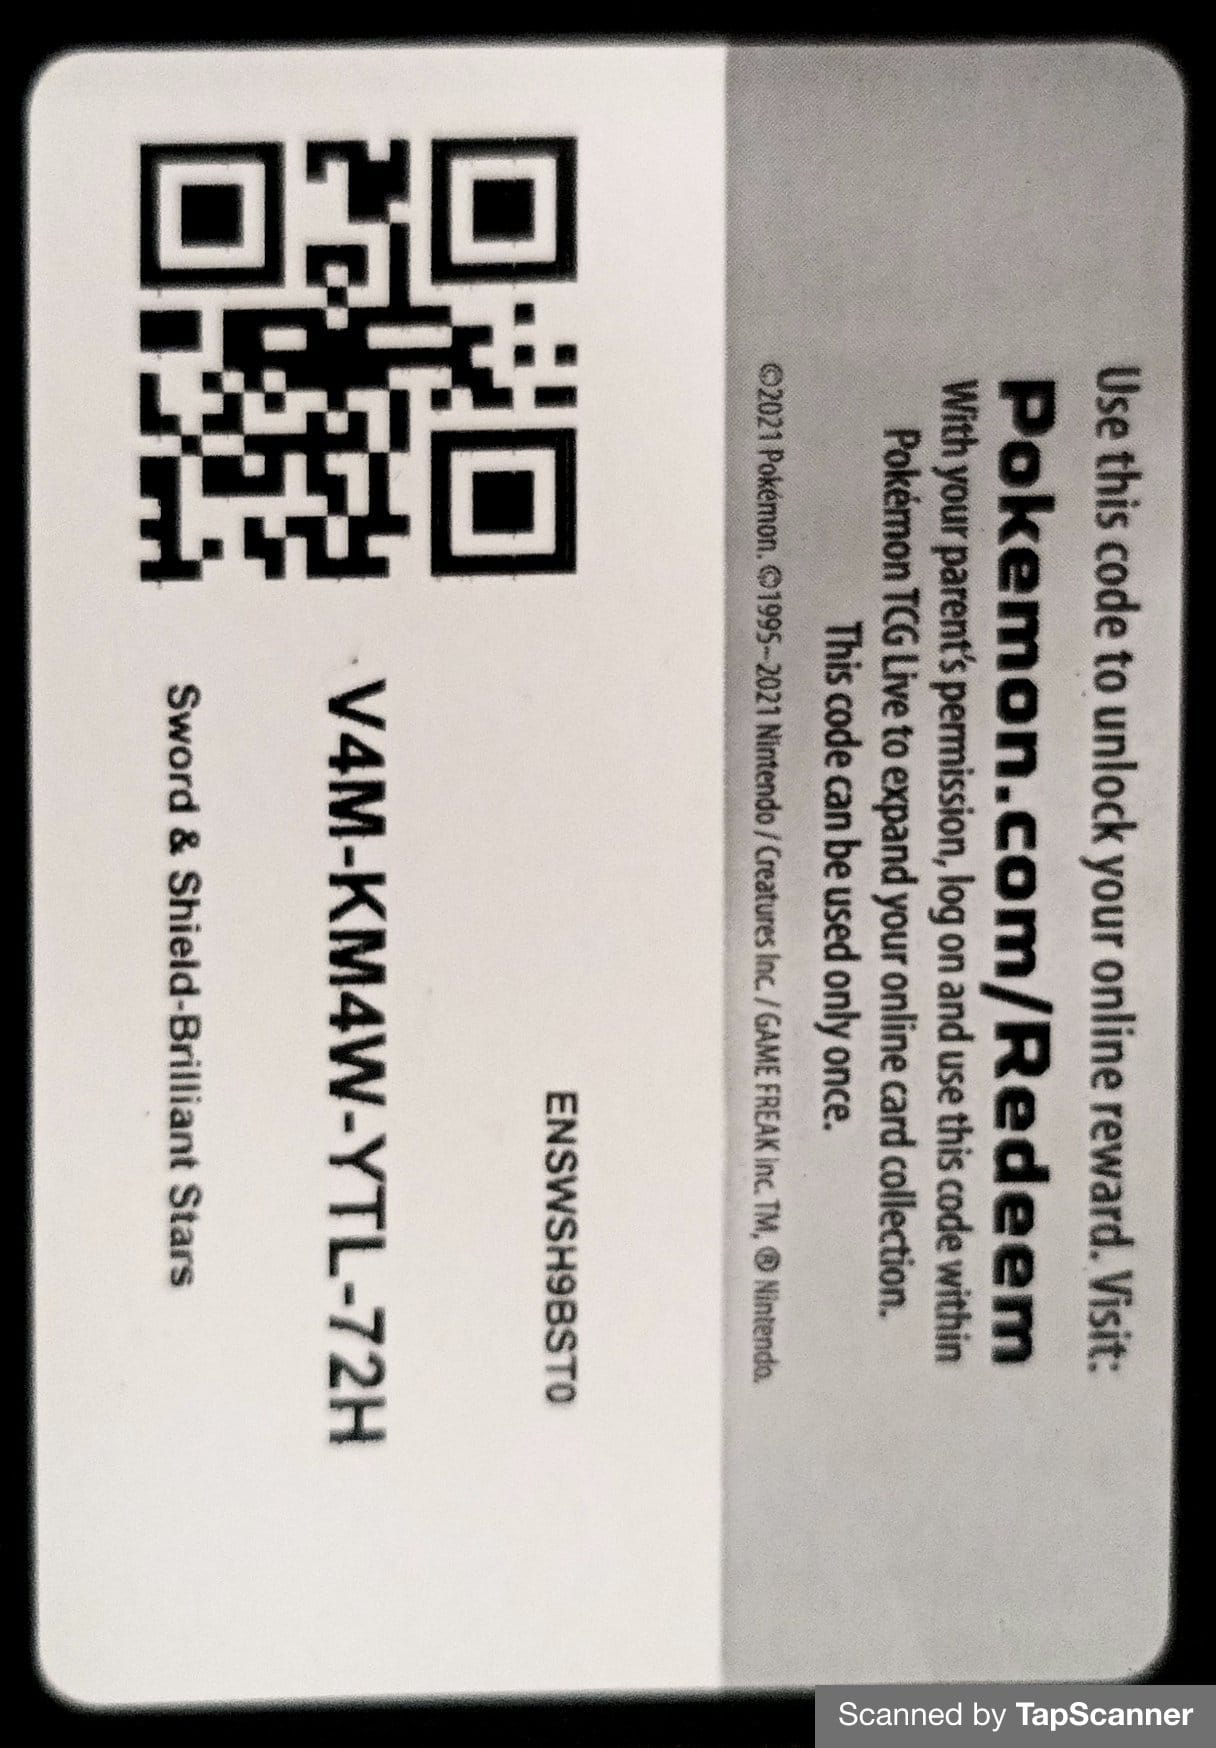 Use this code to unlock your online reward. Visit:
Pokemon.com/Redeem
With your parent's permission, log on and use this code within
Pokémon TCG Live to expand your online card collection.
This code can be used only once.
©2021 Pokémon. ©1995–2021 Nintendo / Creatures Inc. / GAME FREAK inc. TM, ® Nintendo.
ENSWSH9BST0
V4M-KM4W-YTL-72H
Sword & Shield-Brilliant Stars
Scanned by TapScanner